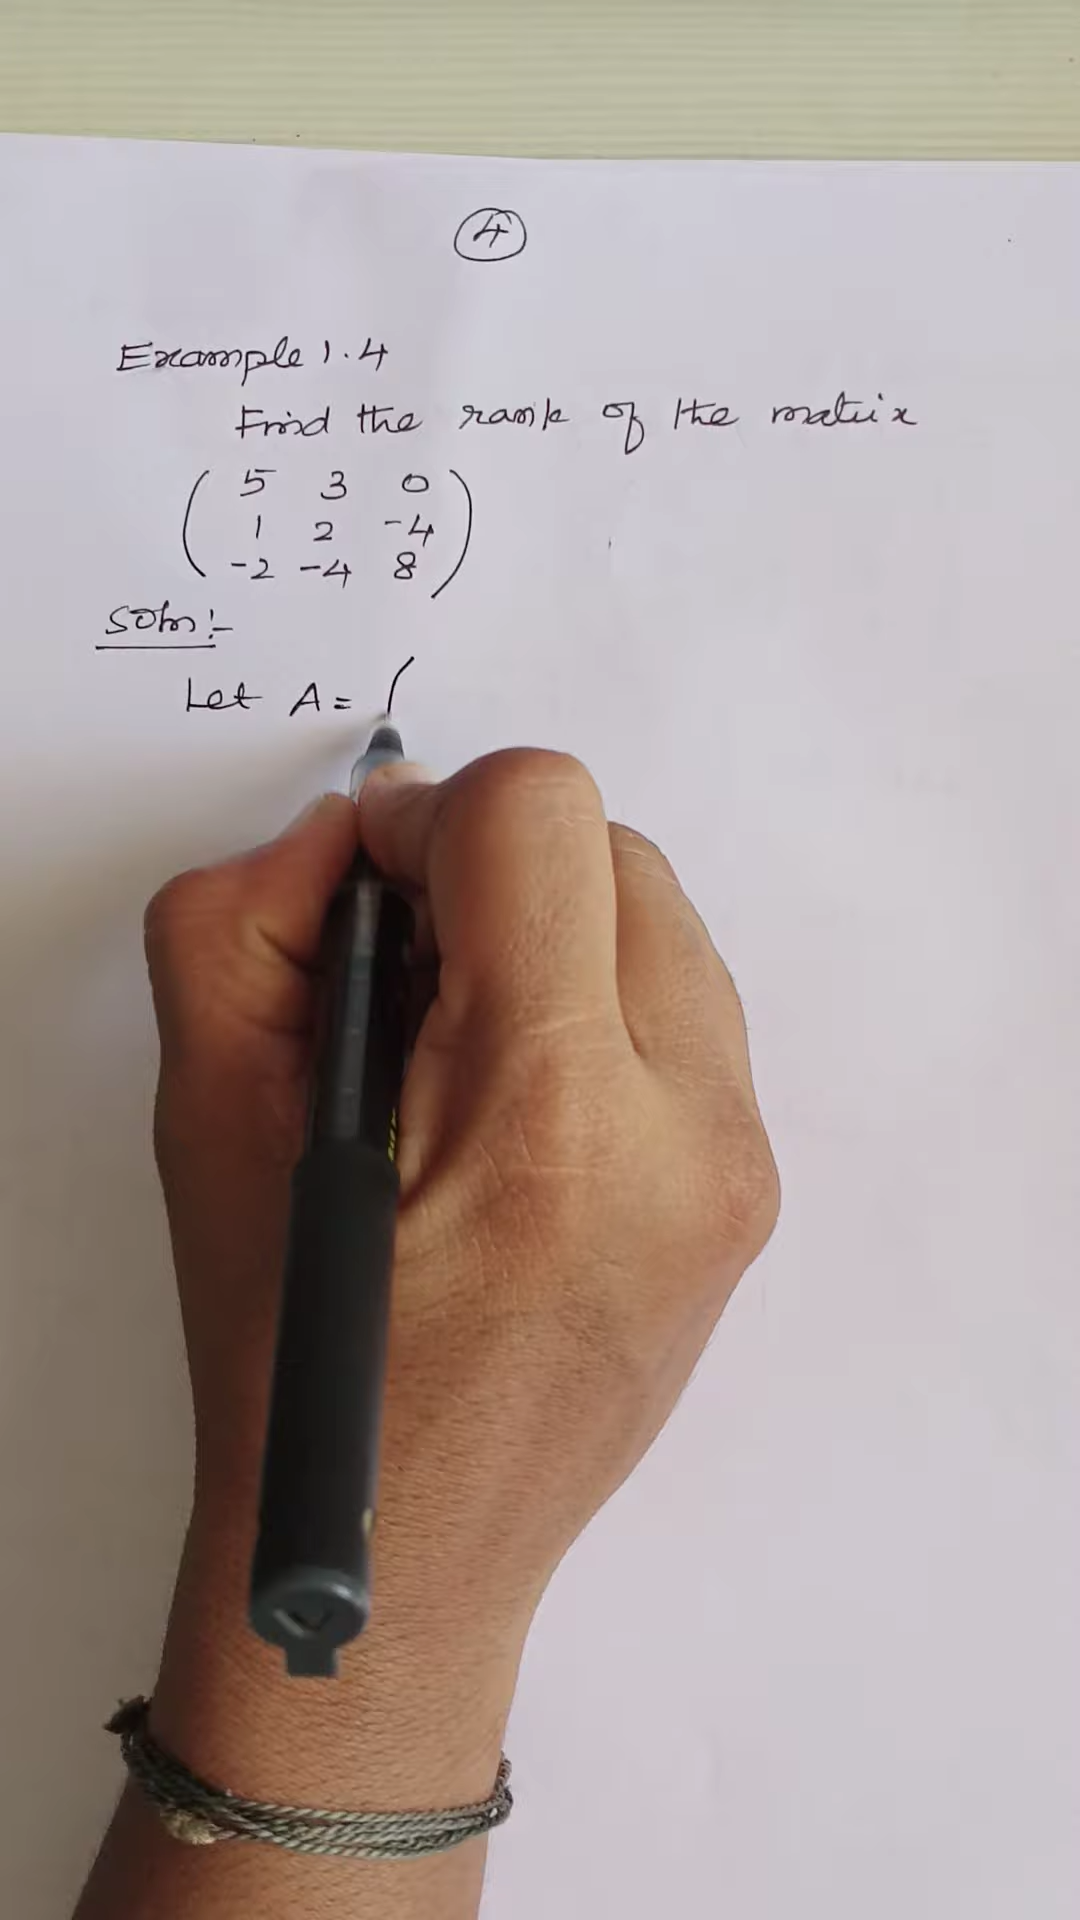 4
Example 1.4
Find the rank of the matrix
5 3 0
1 2 -4
-2 -4 8
Soln:-
Let A = (